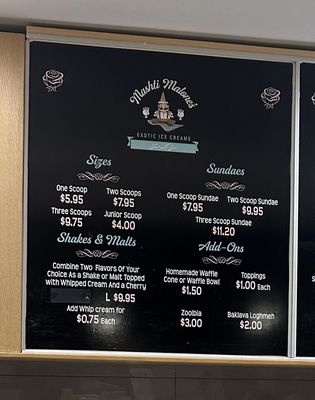 Mashti Malone's
EXOTIC ICE CREAMS
Sizes
One Scoop
$5.95
Two Scoops
$7.95
Three Scoops
$9.75
Junior Scoop
$4.00
Shakes & Malts
Combine Two Flavors Of Your
Choice As a Shake or Malt Topped
with Whipped Cream And a Cherry
L $9.95
Add Whip cream for
$0.75 Each
Sundaes
One Scoop Sundae
$7.95
Two Scoop Sundae
$9.95
Three Scoop Sundae
$11.20
Add-Ons
Homemade Waffle
Cone or Waffle Bowl
$1.50
Toppings
$1.00 Each
Zoolbia
$3.00
Baklava Loghmeh
$2.00